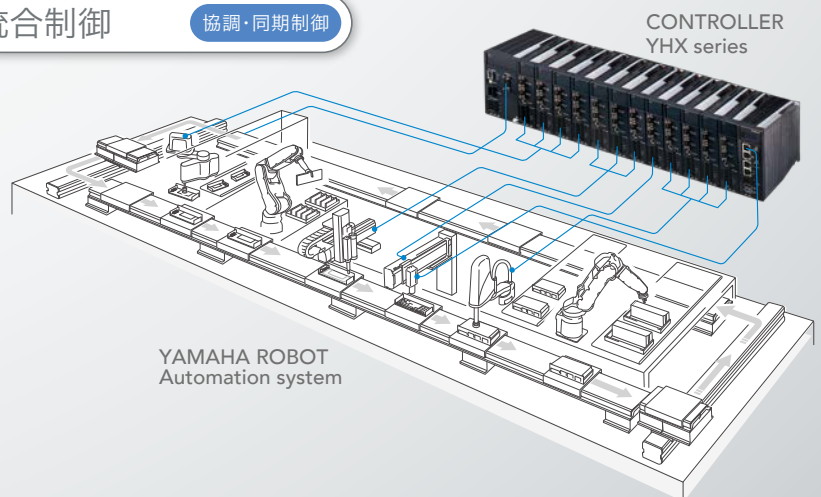 統合制御
協調・同期制御
CONTROLLER
YHX series
YAMAHA ROBOT
Automation system